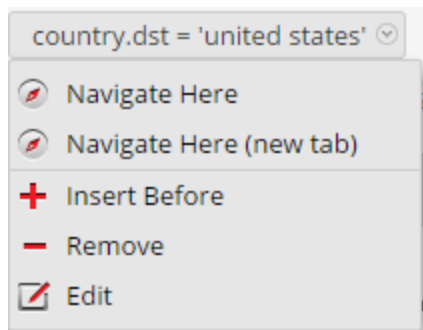 country.dst = 'united states'
Navigate Here
Navigate Here (new tab)
Insert Before
Remove
Edit